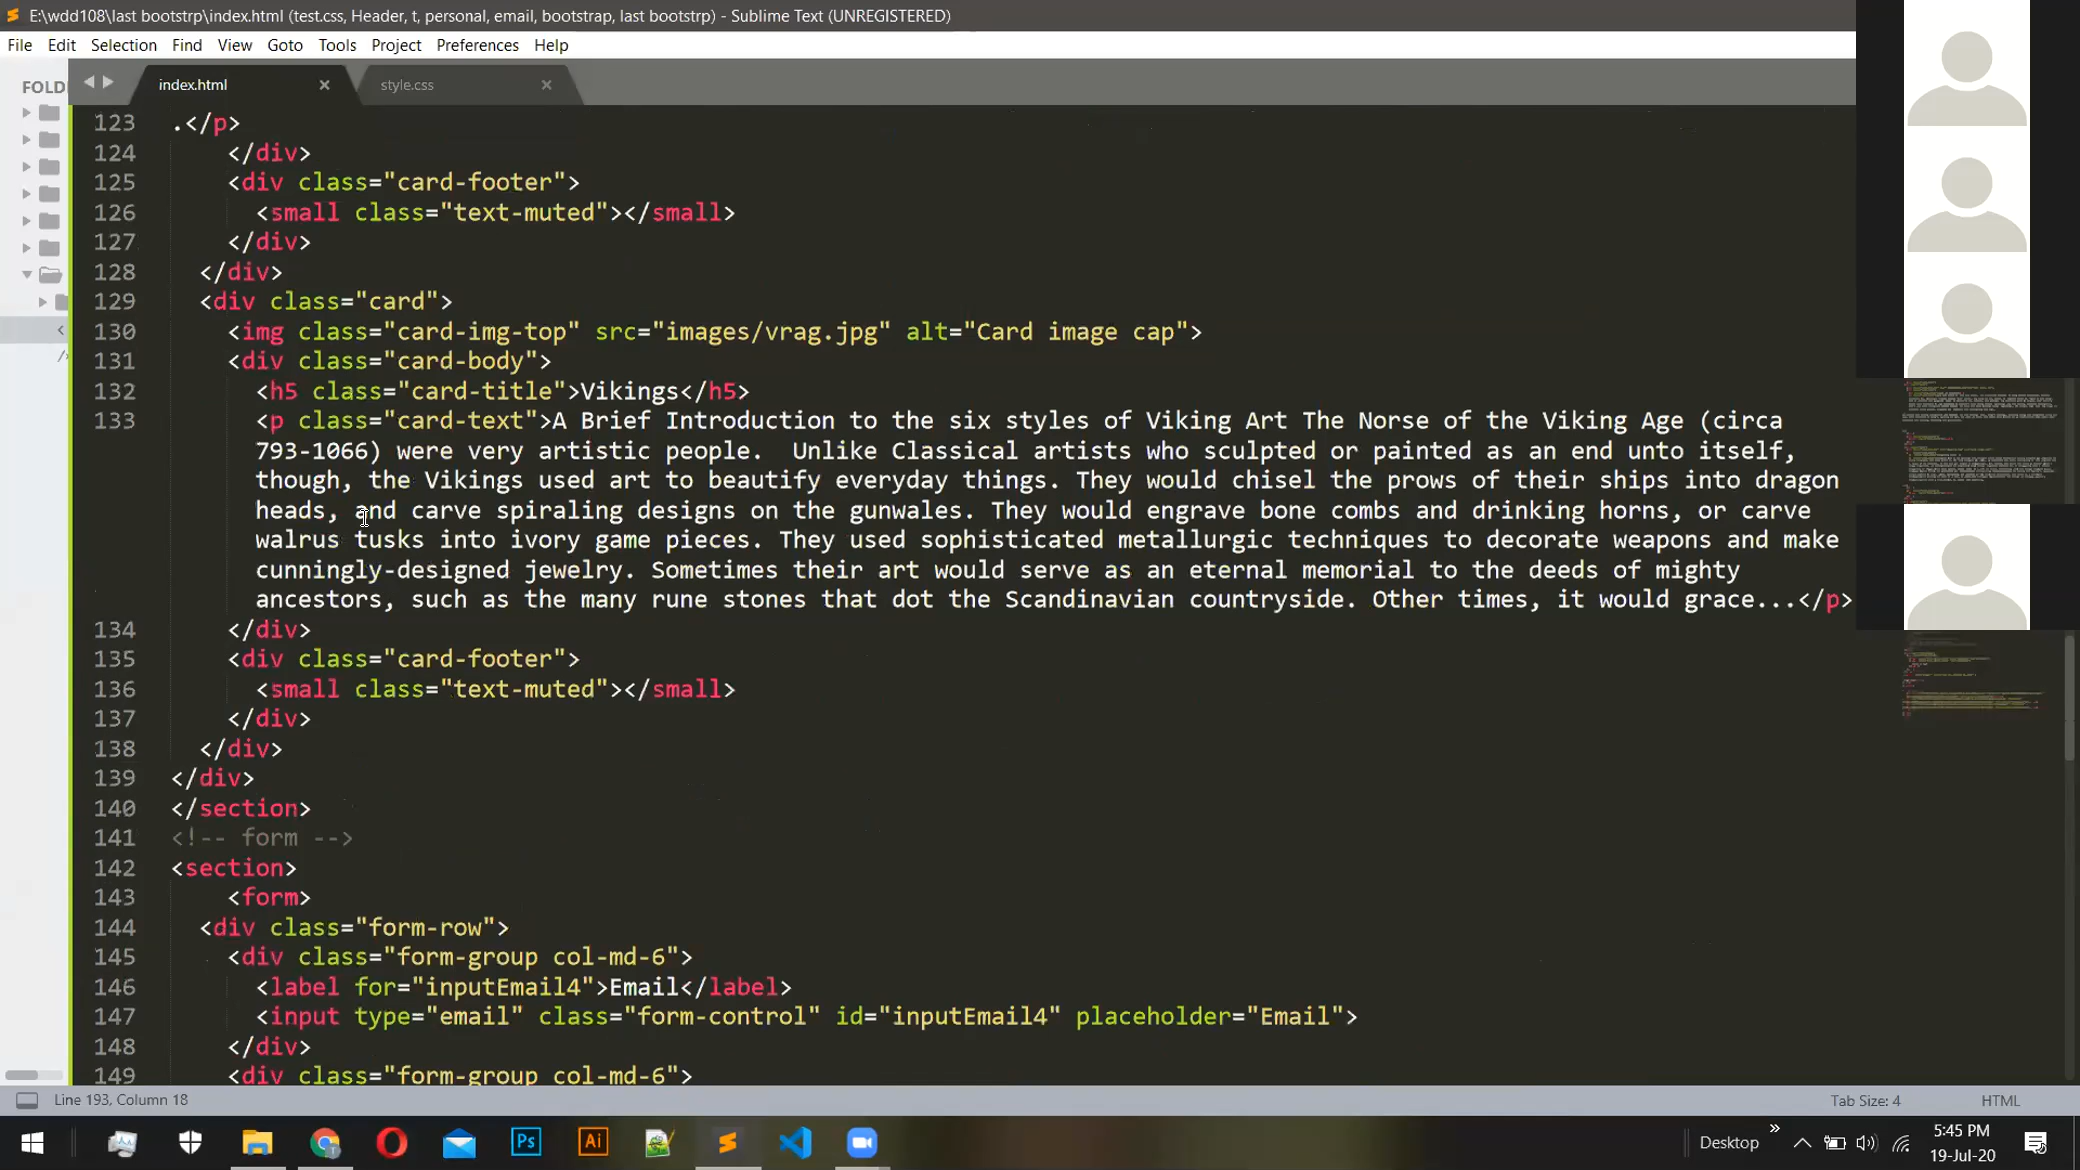 E:\wdd108\last bootstrp\index.html (test.css, Header, t, personal, email, bootstrap, last bootstrp) - Sublime Text (UNREGISTERED)
File Edit Selection Find View Goto Tools Project Preferences Help
FOLD
index.html
style.css
123 .</p>
124 </div>
125 <div class="card-footer">
126 <small class="text-muted"></small>
127 </div>
128 </div>
129 <div class="card">
130 <img class="card-img-top" src="images/vrag.jpg" alt="Card image cap">
131 <div class="card-body">
132 <h5 class="card-title">Vikings</h5>
133 <p class="card-text">A Brief Introduction to the six styles of Viking Art The Norse of the Viking Age (circa
793-1066) were very artistic people.  Unlike Classical artists who sculpted or painted as an end unto itself,
though, the Vikings used art to beautify everyday things. They would chisel the prows of their ships into dragon
heads, and carve spiraling designs on the gunwales. They would engrave bone combs and drinking horns, or carve
walrus tusks into ivory game pieces. They used sophisticated metallurgic techniques to decorate weapons and make
cunningly-designed jewelry. Sometimes their art would serve as an eternal memorial to the deeds of mighty
ancestors, such as the many rune stones that dot the Scandinavian countryside. Other times, it would grace...</p>
134 </div>
135 <div class="card-footer">
136 <small class="text-muted"></small>
137 </div>
138 </div>
139 </div>
140 </section>
141 <!-- form -->
142 <section>
143 <form>
144 <div class="form-row">
145 <div class="form-group col-md-6">
146 <label for="inputEmail4">Email</label>
147 <input type="email" class="form-control" id="inputEmail4" placeholder="Email">
148 </div>
149 <div class="form-group col-md-6">
Line 193, Column 18
Tab Size: 4
HTML
Ps
Ai
Desktop
5:45 PM
19-Jul-20